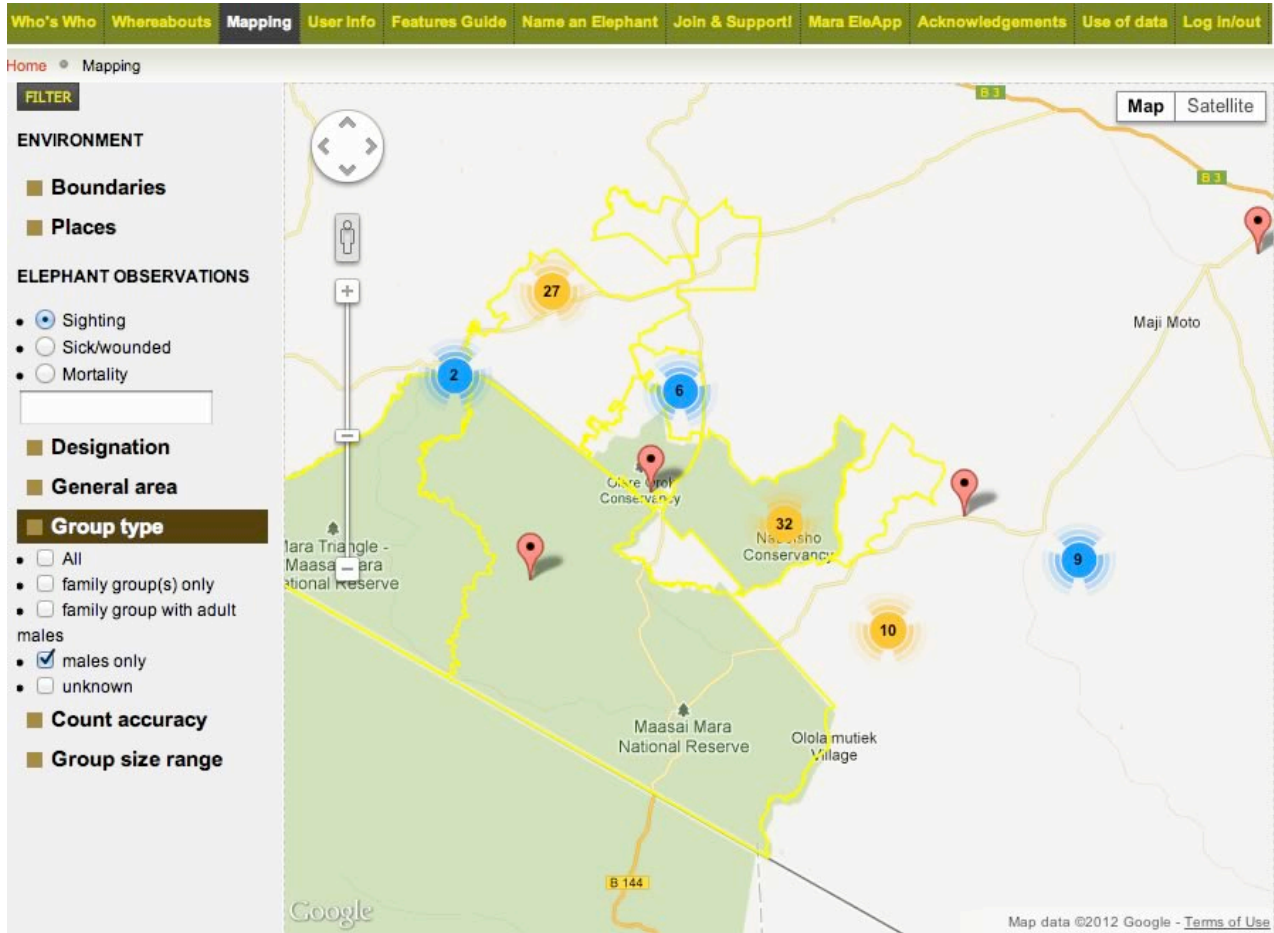 Who's Who Whereabouts Mapping User Info Features Guide Name an Elephant Join & Support! Mara EleApp Acknowledgements Use of data Log in/out
Home Mapping
FILTER
ENVIRONMENT
Boundaries
Places
ELEPHANT OBSERVATIONS
Sighting
Sick/wounded
Mortality
Designation
General area
Group type
All
family group(s) only
family group with adult
males
males only
unknown
Count accuracy
Group size range
B 3
Map Satellite
B 3
27
Maji Moto
2
6
Conservancy
32
Conservancy
Mara Triangle -
Maasai Mara
National Reserve
9
10
Maasai Mara
National Reserve
Ololaimutiek
Village
B 144
Google
Map data ©2012 Google - Terms of Use